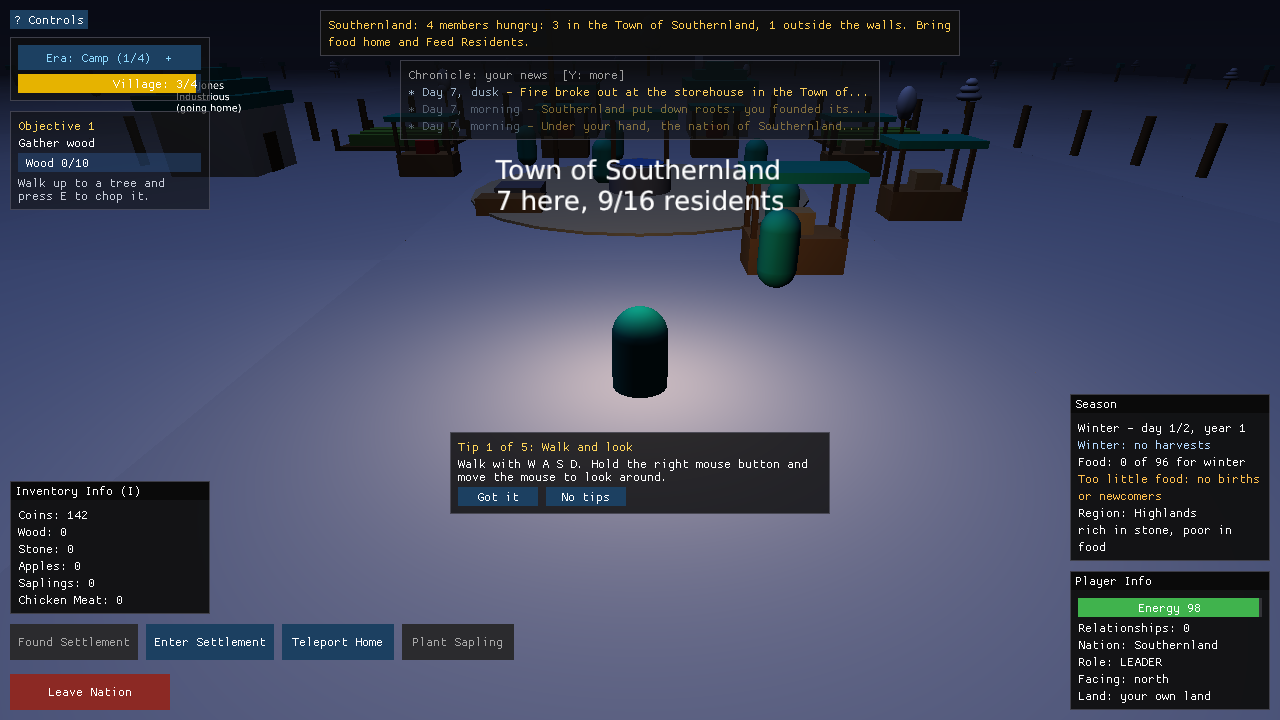 ? Controls
Era: Camp (1/4)  +
Village: 3/4
Industrious
(going home)
Objective 1
Gather wood
Wood 0/10
Walk up to a tree and
press E to chop it.
Southernland: 4 members hungry: 3 in the Town of Southernland, 1 outside the walls. Bring
food home and Feed Residents.
Chronicle: your news  [Y: more]
* Day 7, dusk – Fire broke out at the storehouse in the Town of...
* Day 7, morning – Southernland put down roots: you founded its...
* Day 7, morning – Under your hand, the nation of Southernland...
Town of Southernland
7 here, 9/16 residents
Tip 1 of 5: Walk and look
Walk with W A S D. Hold the right mouse button and
move the mouse to look around.
Got it
No tips
Inventory Info (I)
Coins: 142
Wood: 0
Stone: 0
Apples: 0
Saplings: 0
Chicken Meat: 0
Found Settlement
Enter Settlement
Teleport Home
Plant Sapling
Leave Nation
Season
Winter – day 1/2, year 1
Winter: no harvests
Food: 0 of 96 for winter
Too little food: no births
or newcomers
Region: Highlands
rich in stone, poor in
food
Player Info
Energy 98
Relationships: 0
Nation: Southernland
Role: LEADER
Facing: north
Land: your own land